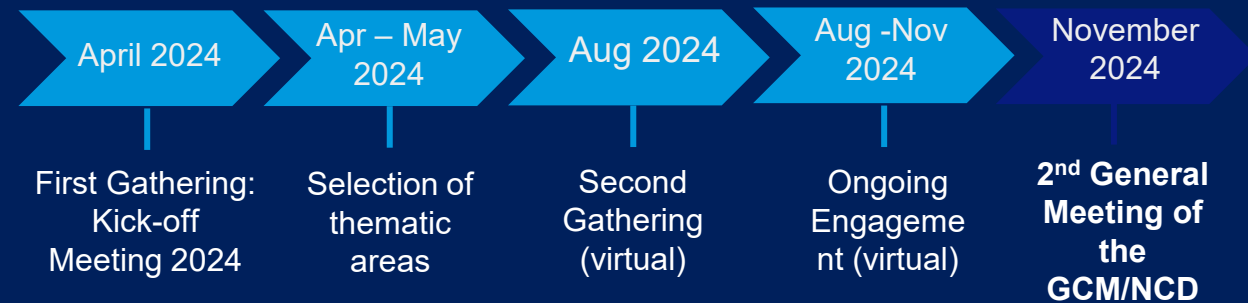 April 2024
Apr – May
2024
Aug 2024
Aug -Nov
2024
November
2024
First Gathering:
Kick-off
Meeting 2024
Selection of
thematic
areas
Second
Gathering
(virtual)
Ongoing
Engageme
nt (virtual)
2nd General
Meeting of
the
GCM/NCD